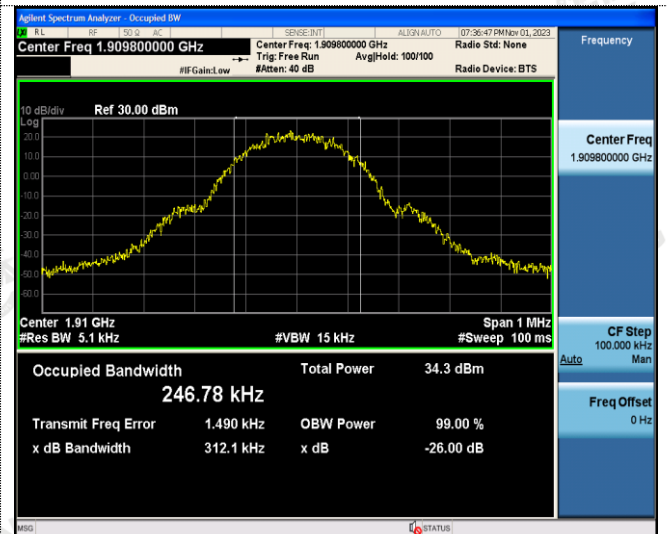 Agilent Spectrum Analyzer - Occupied BW
RL RF 50 Ω AC SENSE:INT ALIGN AUTO 07:36:47 PM Nov 01, 2023
Center Freq 1.909800000 GHz
Center Freq: 1.909800000 GHz
Radio Std: None
Trig: Free Run Avg|Hold: 100/100
#IFGain:Low #Atten: 40 dB Radio Device: BTS
10 dB/div Ref 30.00 dBm
Log
20.0
10.0
0.00
-10.0
-20.0
-30.0
-40.0
-50.0
-60.0
Center 1.91 GHz Span 1 MHz
#Res BW 5.1 kHz #VBW 15 kHz #Sweep 100 ms
Occupied Bandwidth Total Power 34.3 dBm
246.78 kHz
Transmit Freq Error 1.490 kHz OBW Power 99.00 %
x dB Bandwidth 312.1 kHz x dB -26.00 dB
MSG STATUS
Frequency
Center Freq
1.909800000 GHz
CF Step
100.000 kHz
Auto Man
Freq Offset
0 Hz